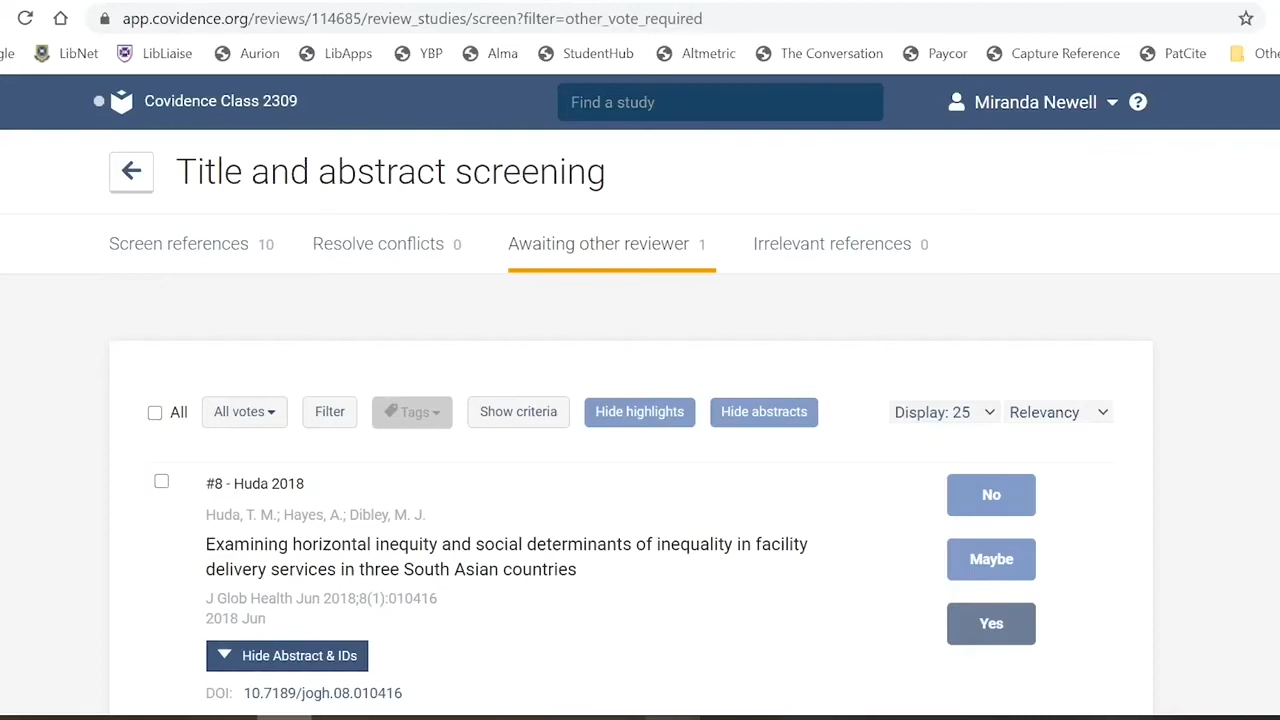 app.covidence.org/reviews/114685/review_studies/screen?filter=other_vote_required
gle LibNet LibLiaise Aurion LibApps YBP Alma StudentHub Altmetric The Conversation Paycor Capture Reference PatCite Othe
Covidence Class 2309 Find a study Miranda Newell ?
Title and abstract screening
Screen references 10 Resolve conflicts 0 Awaiting other reviewer 1 Irrelevant references 0
All All votes Filter Tags Show criteria Hide highlights Hide abstracts Display: 25 Relevancy
#8 - Huda 2018
No
Huda, T. M.; Hayes, A.; Dibley, M. J.
Examining horizontal inequity and social determinants of inequality in facility
delivery services in three South Asian countries
Maybe
J Glob Health Jun 2018;8(1):010416
2018 Jun
Yes
Hide Abstract & IDs
DOI: 10.7189/jogh.08.010416